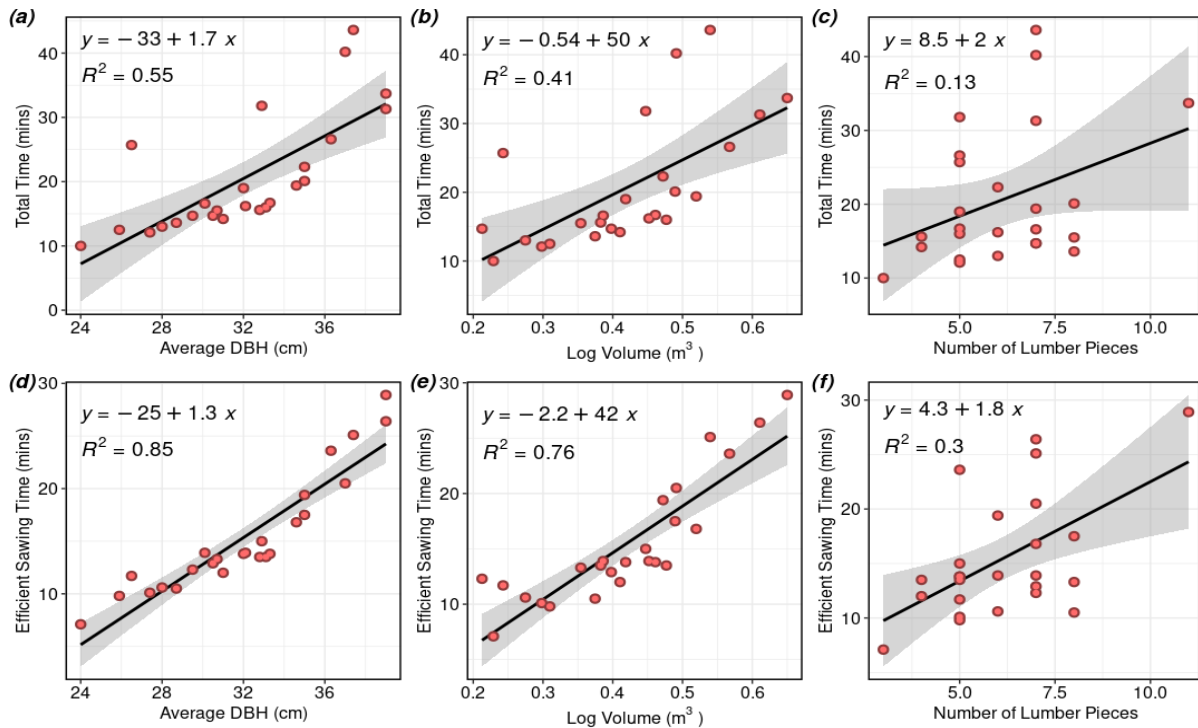 (a)
y = − 33 + 1.7 x
R² = 0.55
Total Time (mins)
40
30
20
10
0
24 28 32 36
Average DBH (cm)
(b)
y = − 0.54 + 50 x
R² = 0.41
Total Time (mins)
40
30
20
10
0.2 0.3 0.4 0.5 0.6
Log Volume (m³ )
(c)
y = 8.5 + 2 x
R² = 0.13
Total Time (mins)
40
30
20
10
5.0 7.5 10.0
Number of Lumber Pieces
(d)
y = − 25 + 1.3 x
R² = 0.85
Efficient Sawing Time (mins)
30
20
10
24 28 32 36
Average DBH (cm)
(e)
y = − 2.2 + 42 x
R² = 0.76
Efficient Sawing Time (mins)
30
20
10
0.2 0.3 0.4 0.5 0.6
Log Volume (m³ )
(f)
y = 4.3 + 1.8 x
R² = 0.3
Efficient Sawing Time (mins)
30
20
10
5.0 7.5 10.0
Number of Lumber Pieces